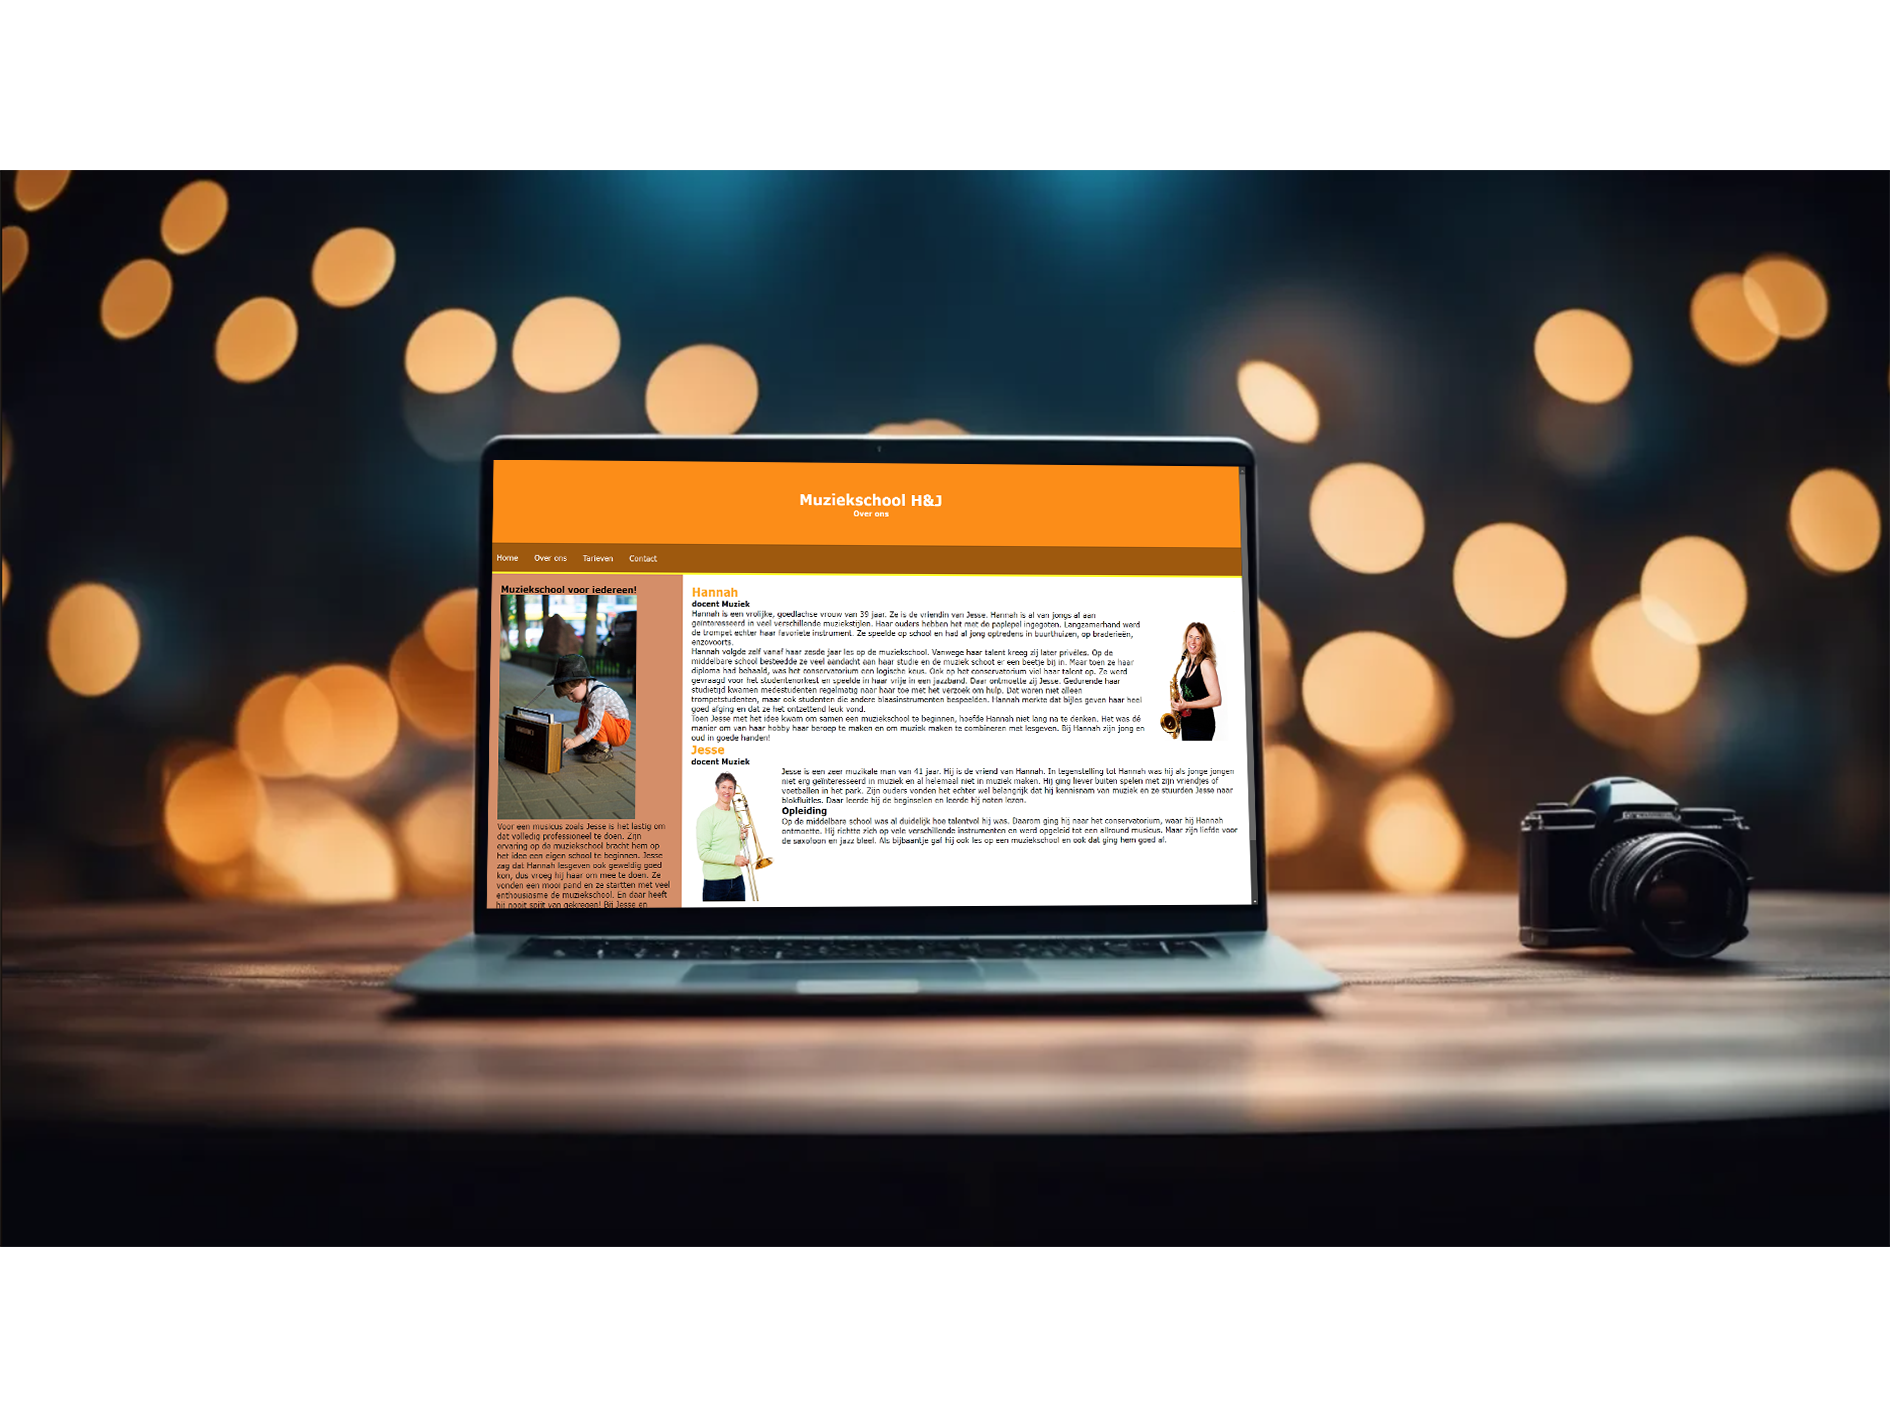 Muziekschool H&J
Over ons
Home Over ons Tarieven Contact
Muziekschool voor iedereen!
Voor een musicus zoals Jesse is het lastig om
dat volledig professioneel te doen. Zijn
ervaring op de muziekschool bracht hem op
het idee een eigen school te beginnen. Jesse
zag dat Hannah lesgeven ook geweldig goed
kon, dus vroeg hij haar om mee te doen. Ze
vonden een mooi pand en ze startten met veel
enthousiasme de muziekschool. En daar heeft
hij nooit spijt van gekregen! Bij Jesse en
Hannah
docent Muziek
Hannah is een vrolijke, goedlachse vrouw van 39 jaar. Ze is de vriendin van Jesse. Hannah is al van jongs af aan
geïnteresseerd in veel verschillende muziekstijlen. Haar ouders hebben het met de paplepel ingegoten. Langzamerhand werd
de trompet echter haar favoriete instrument. Ze speelde op school en had al jong optredens in buurthuizen, op braderieën,
enzovoorts.
Hannah volgde zelf vanaf haar zesde jaar les op de muziekschool. Vanwege haar talent kreeg zij later privéles. Op de
middelbare school besteedde ze veel aandacht aan haar studie en de muziek schoot er een beetje bij in. Maar toen ze haar
diploma had behaald, was het conservatorium een logische keus. Ook op het conservatorium viel haar talent op. Ze werd
gevraagd voor het studentenorkest en speelde in haar vrije in een jazzband. Daar ontmoette zij Jesse. Gedurende haar
studietijd kwamen medestudenten regelmatig naar haar toe met het verzoek om hulp. Dat waren niet alleen
trompetstudenten, maar ook studenten die andere blaasinstrumenten bespeelden. Hannah merkte dat bijles geven haar heel
goed afging en dat ze het ontzettend leuk vond.
Toen Jesse met het idee kwam om samen een muziekschool te beginnen, hoefde Hannah niet lang na te denken. Het was dé
manier om van haar hobby haar beroep te maken en om muziek maken te combineren met lesgeven. Bij Hannah zijn jong en
oud in goede handen!
Jesse
docent Muziek
Jesse is een zeer muzikale man van 41 jaar. Hij is de vriend van Hannah. In tegenstelling tot Hannah was hij als jonge jongen
niet erg geïnteresseerd in muziek en al helemaal niet in muziek maken. Hij ging liever buiten spelen met zijn vriendjes of
voetballen in het park. Zijn ouders vonden het echter wel belangrijk dat hij kennisnam van muziek en ze stuurden Jesse naar
blokfluitles. Daar leerde hij de beginselen en leerde hij noten lezen.
Opleiding
Op de middelbare school was al duidelijk hoe talentvol hij was. Daarom ging hij naar het conservatorium, waar hij Hannah
ontmoette. Hij richtte zich op vele verschillende instrumenten en werd opgeleid tot een allround musicus. Maar zijn liefde voor
de saxofoon en jazz bleef. Als bijbaantje gaf hij ook les op een muziekschool en ook dat ging hem goed af.